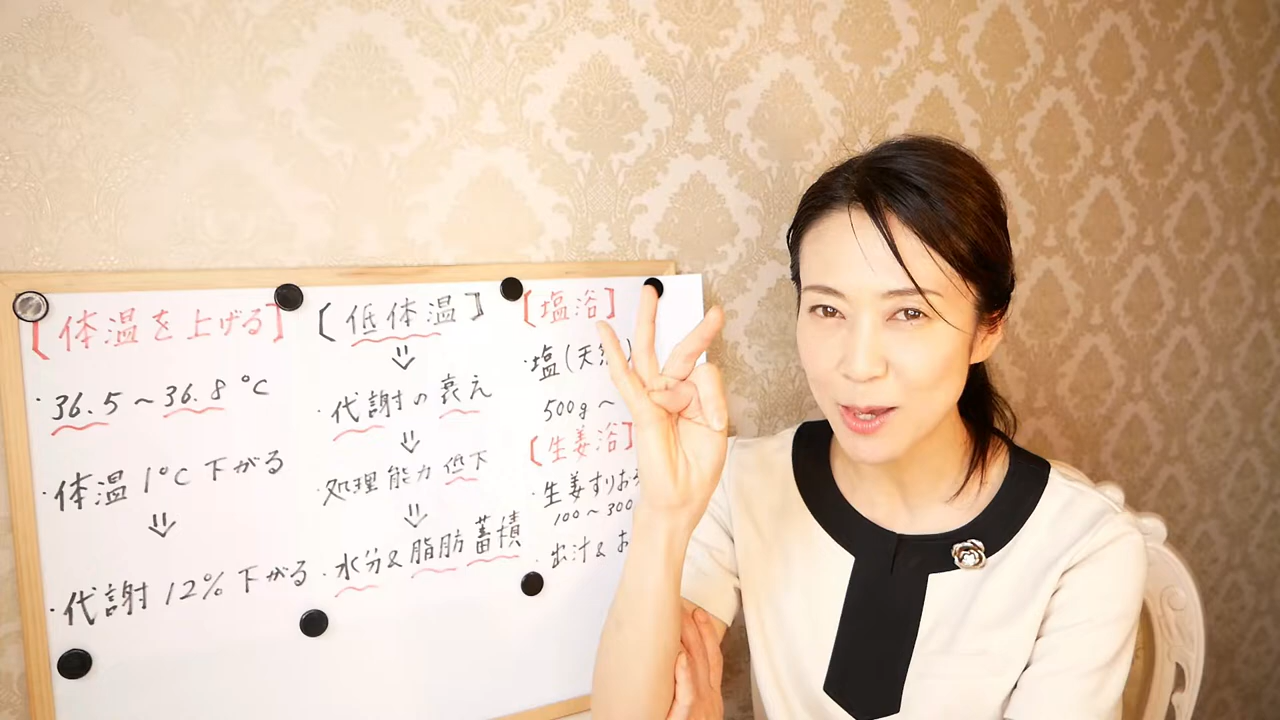 [体温を上げる]
・36.5～36.8℃
・体温1℃下がる
⇓
・代謝12%下がる
[低体温]
⇓
・代謝の衰え
⇓
・処理能力低下
⇓
・水分&脂肪蓄積
[塩浴]
・塩(天然)
500g～
[生姜浴]
・生姜すりお
100～300
・出汁&お